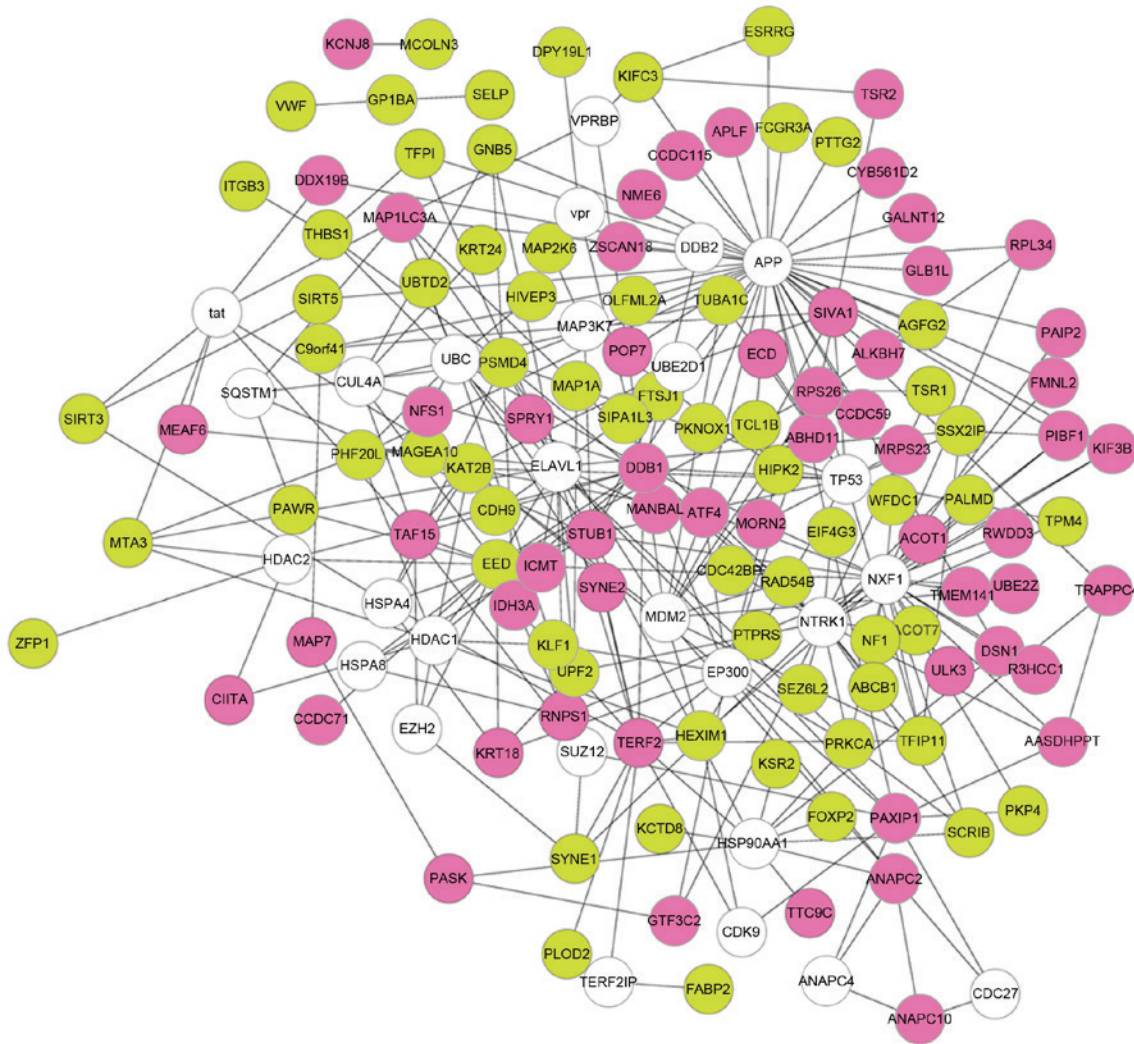 KCNJ8
MCOLN3
DPY19L1
ESRRG
KIFC3
VWF
GP1BA
SELP
TSR2
VPRBP
APLF
FCGR3A
PTTG2
TFPI
GNB5
CCDC115
CYB561D2
ITGB3
DDX19B
NME6
MAP1LC3A
vpr
GALNT12
THBS1
KRT24
MAP2K6
ZSCAN18
DDB2
APP
RPL34
GLB1L
UBTD2
SIRT5
HIVEP3
OLFML2A
TUBA1C
tat
SIVA1
AGFG2
MAP3K7
PAIP2
C9orf41
UBC
PSMD4
POP7
UBE2D1
ECD
ALKBH7
SQSTM1
CUL4A
MAP1A
FTSJ1
RPS26
TSR1
FMNL2
SIRT3
NFS1
SPRY1
SIPA1L3
PKNOX1
TCL1B
CCDC59
SSX2IP
MEAF6
ABHD11
MRPS23
PIBF1
KIF3B
PHF20L
MAGEA10
KAT2B
ELAVL1
DDB1
HIPK2
TP53
PAWR
CDH9
MANBAL
ATF4
MORN2
WFDC1
PALMD
TPM4
MTA3
HDAC2
TAF15
STUB1
EIF4G3
ACOT1
RWDD3
EED
ICMT
CDC42BP
RAD54B
NXF1
SYNE2
TMEM141
UBE2Z
TRAPPC4
HSPA4
IDH3A
MDM2
NTRK1
ZFP1
MAP7
HDAC1
KLF1
PTPRS
NF1
ACOT7
DSN1
R3HCC1
HSPA8
UPF2
EP300
SEZ6L2
ABCB1
ULK3
CIITA
CCDC71
EZH2
RNPS1
KRT18
SUZ12
TERF2
HEXIM1
PRKCA
TFIP11
AASDHPPT
KSR2
KCTD8
HSP90AA1
FOXP2
PAXIP1
PKP4
SCRIB
SYNE1
PASK
ANAPC2
GTF3C2
TTC9C
CDK9
PLOD2
TERF2IP
FABP2
ANAPC4
CDC27
ANAPC10